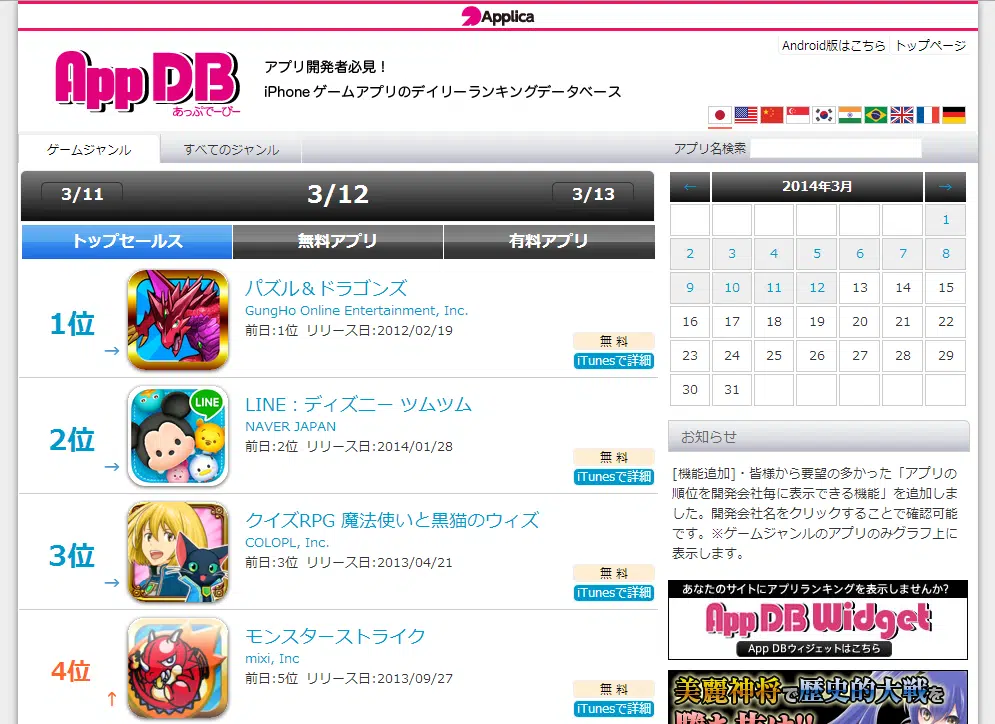 Applica
Android版はこちら トップページ
App DB
あっぷでーびー
アプリ開発者必見！
iPhone ゲームアプリのデイリーランキングデータベース
ゲームジャンル
すべてのジャンル
アプリ名検索
3/11
3/12
3/13
トップセールス
無料アプリ
有料アプリ
1位
→
パズル＆ドラゴンズ
GungHo Online Entertainment, Inc.
前日:1位 リリース日:2012/02/19
無 料
iTunesで詳細
2位
→
LINE
LINE：ディズニー ツムツム
NAVER JAPAN
前日:2位 リリース日:2014/01/28
無 料
iTunesで詳細
3位
→
クイズRPG 魔法使いと黒猫のウィズ
COLOPL, Inc.
前日:3位 リリース日:2013/04/21
無 料
iTunesで詳細
4位
↑
モンスターストライク
mixi, Inc
前日:5位 リリース日:2013/09/27
無 料
iTunesで詳細
← 2014年3月 →
1
2 3 4 5 6 7 8
9 10 11 12 13 14 15
16 17 18 19 20 21 22
23 24 25 26 27 28 29
30 31
お知らせ
[機能追加]・皆様から要望の多かった「アプリの
順位を開発会社毎に表示できる機能」を追加しま
した。開発会社名をクリックすることで確認可能
です。※ゲームジャンルのアプリのみグラフ上に
表示します。
あなたのサイトにアプリランキングを表示しませんか?
App DB Widget
App DBウィジェットはこちら
美麗神将で歴史的大戦を
勝ち抜け!!